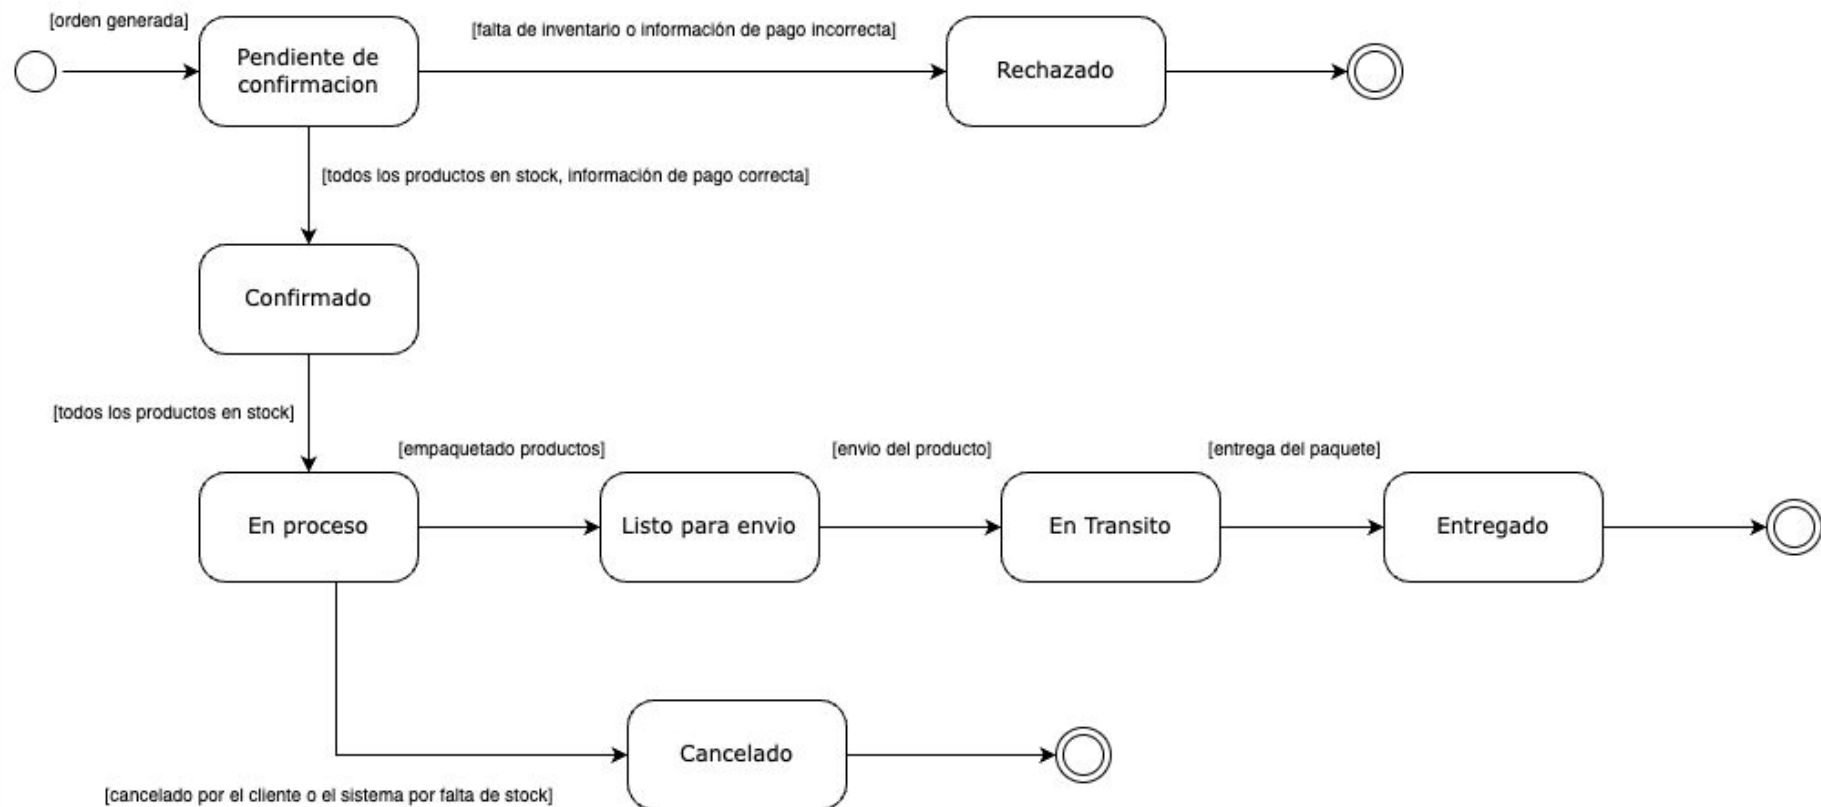 [orden generada]
[falta de inventario o información de pago incorrecta]
Pendiente de
confirmacion
Rechazado
[todos los productos en stock, información de pago correcta]
Confirmado
[todos los productos en stock]
[empaquetado productos]
[envio del producto]
[entrega del paquete]
En proceso
Listo para envio
En Transito
Entregado
Cancelado
[cancelado por el cliente o el sistema por falta de stock]